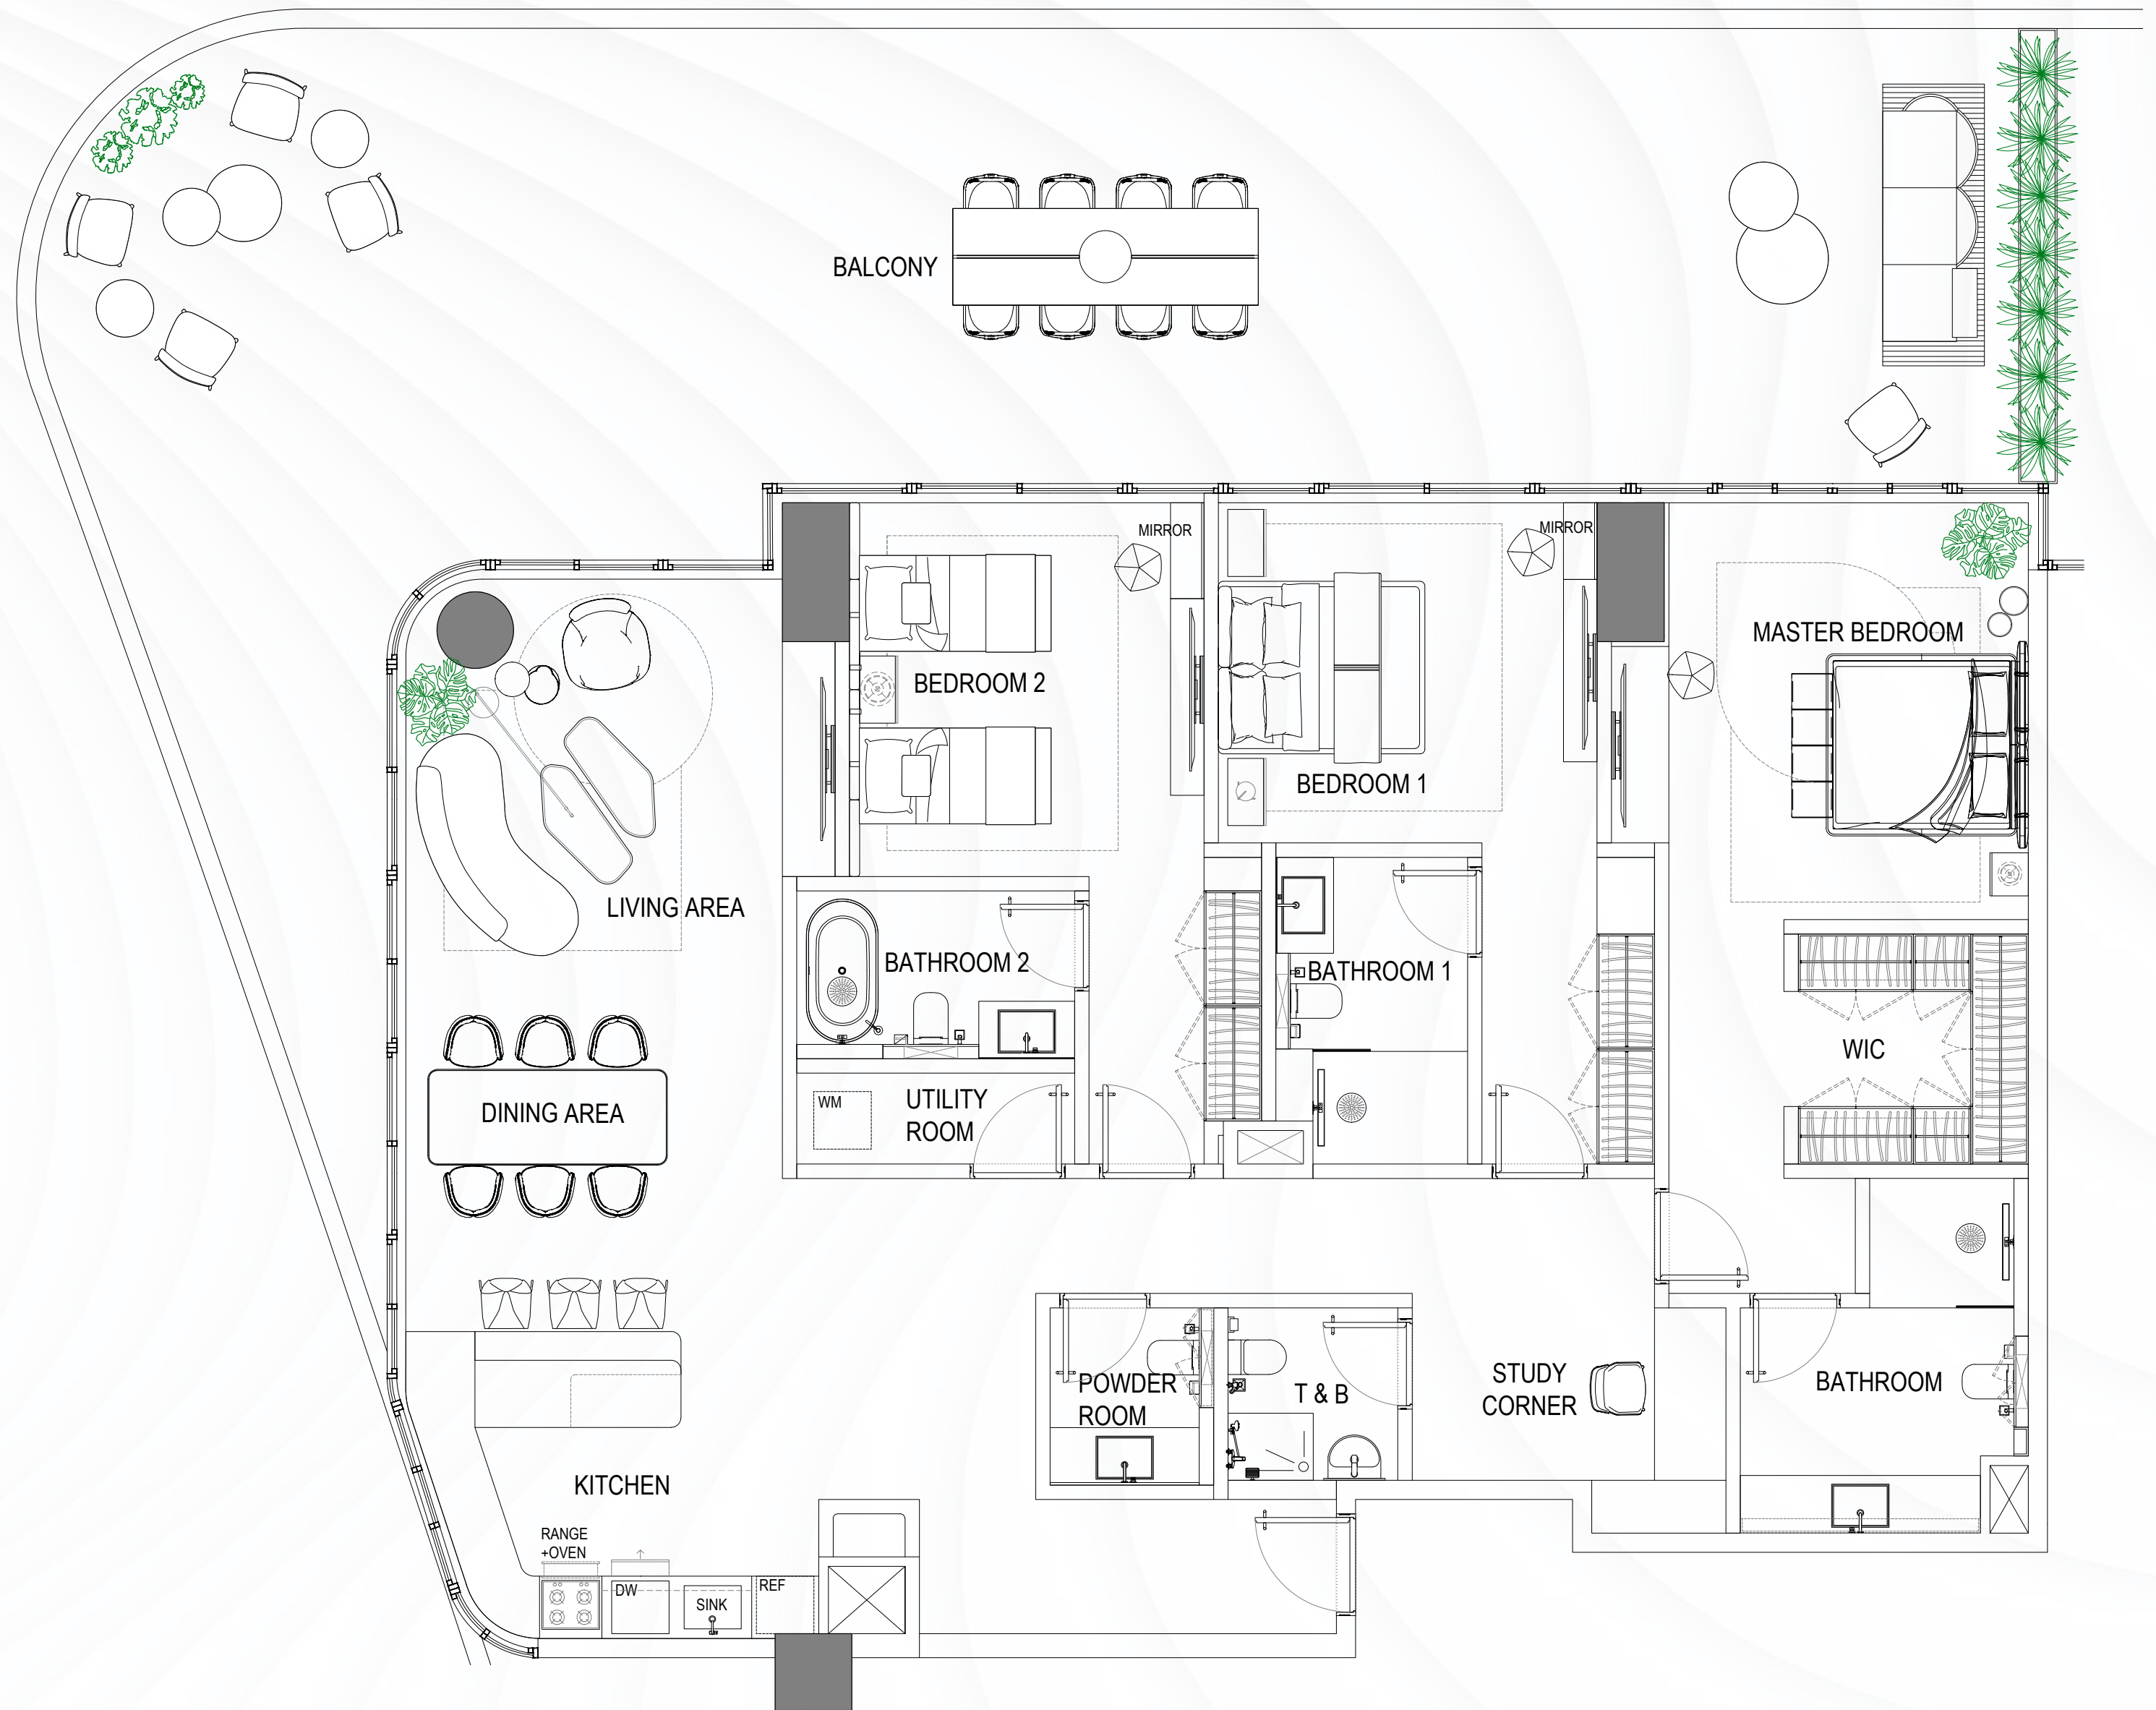 BALCONY
MIRROR
MIRROR
MASTER BEDROOM
BEDROOM 2
BEDROOM 1
LIVING AREA
BATHROOM 2
BATHROOM 1
WIC
DINING AREA
WM
UTILITY
ROOM
POWDER
ROOM
T & B
STUDY
CORNER
BATHROOM
KITCHEN
RANGE
+OVEN
DW
SINK
REF